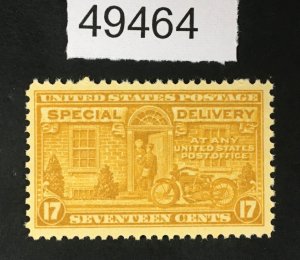 49464
UNITED STATES POSTAGE
SPECIAL DELIVERY
AT ANY
UNITED STATES
POST OFFICE
17 SEVENTEEN CENTS 17